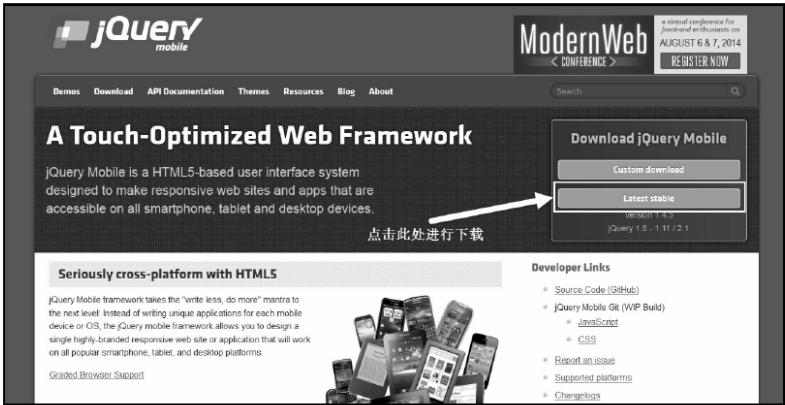 jQuery
mobile
ModernWeb
< CONFERENCE >
a virtual conference for
front-end enthusiasts on
AUGUST 6 & 7, 2014
REGISTER NOW
Demos Download API Documentation Themes Resources Blog About
Search
A Touch-Optimized Web Framework
jQuery Mobile is a HTML5-based user interface system
designed to make responsive web sites and apps that are
accessible on all smartphone, tablet and desktop devices.
Download jQuery Mobile
Custom download
Latest stable
Version 1.4.3
jQuery 1.8 - 1.11 / 2.1
点击此处进行下载
Seriously cross-platform with HTML5
jQuery Mobile framework takes the "write less, do more" mantra to
the next level: Instead of writing unique applications for each mobile
device or OS, the jQuery mobile framework allows you to design a
single highly-branded responsive web site or application that will work
on all popular smartphone, tablet, and desktop platforms.
Graded Browser Support
Developer Links
Source Code (GitHub)
jQuery Mobile Git (WIP Build)
JavaScript
CSS
Report an issue
Supported platforms
Changelogs